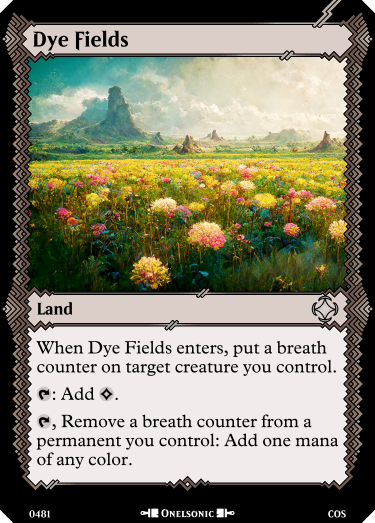 Dye Fields
Land
When Dye Fields enters, put a breath
counter on target creature you control.
: Add .
, Remove a breath counter from a
permanent you control: Add one mana
of any color.
0481
Onelsonic
COS